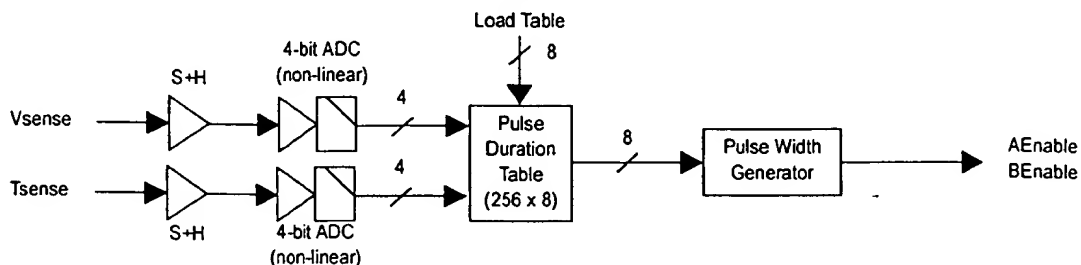 Load Table
8
4-bit ADC
(non-linear)
S+H
4
Vsense
Pulse
Duration
Table
(256 x 8)
8
Pulse Width
Generator
AEnable
BEnable
Tsense
4
S+H
4-bit ADC
(non-linear)